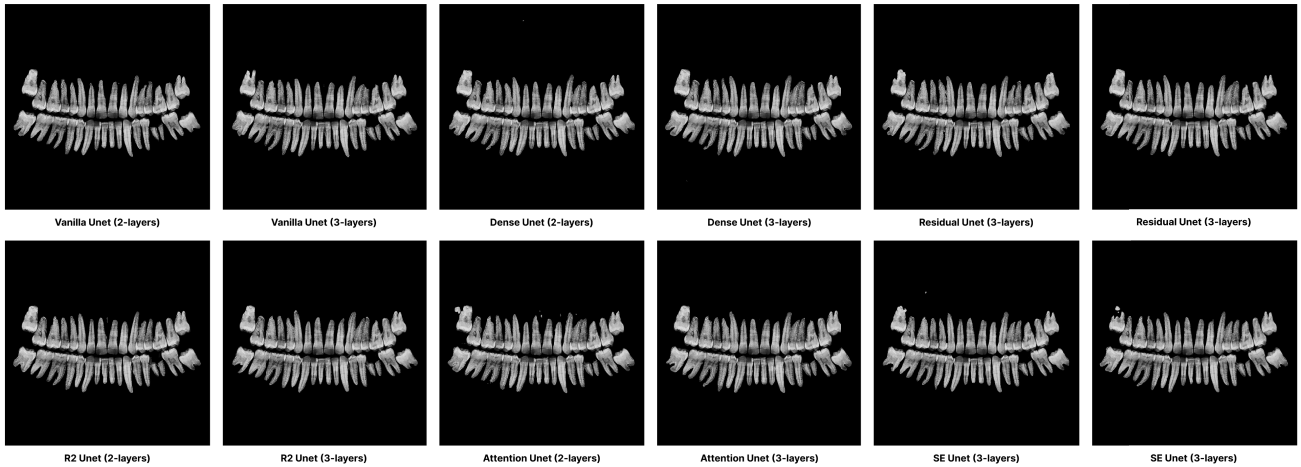 Vanilla Unet (2-layers)
Vanilla Unet (3-layers)
Dense Unet (2-layers)
Dense Unet (3-layers)
Residual Unet (3-layers)
Residual Unet (3-layers)
R2 Unet (2-layers)
R2 Unet (3-layers)
Attention Unet (2-layers)
Attention Unet (3-layers)
SE Unet (3-layers)
SE Unet (3-layers)